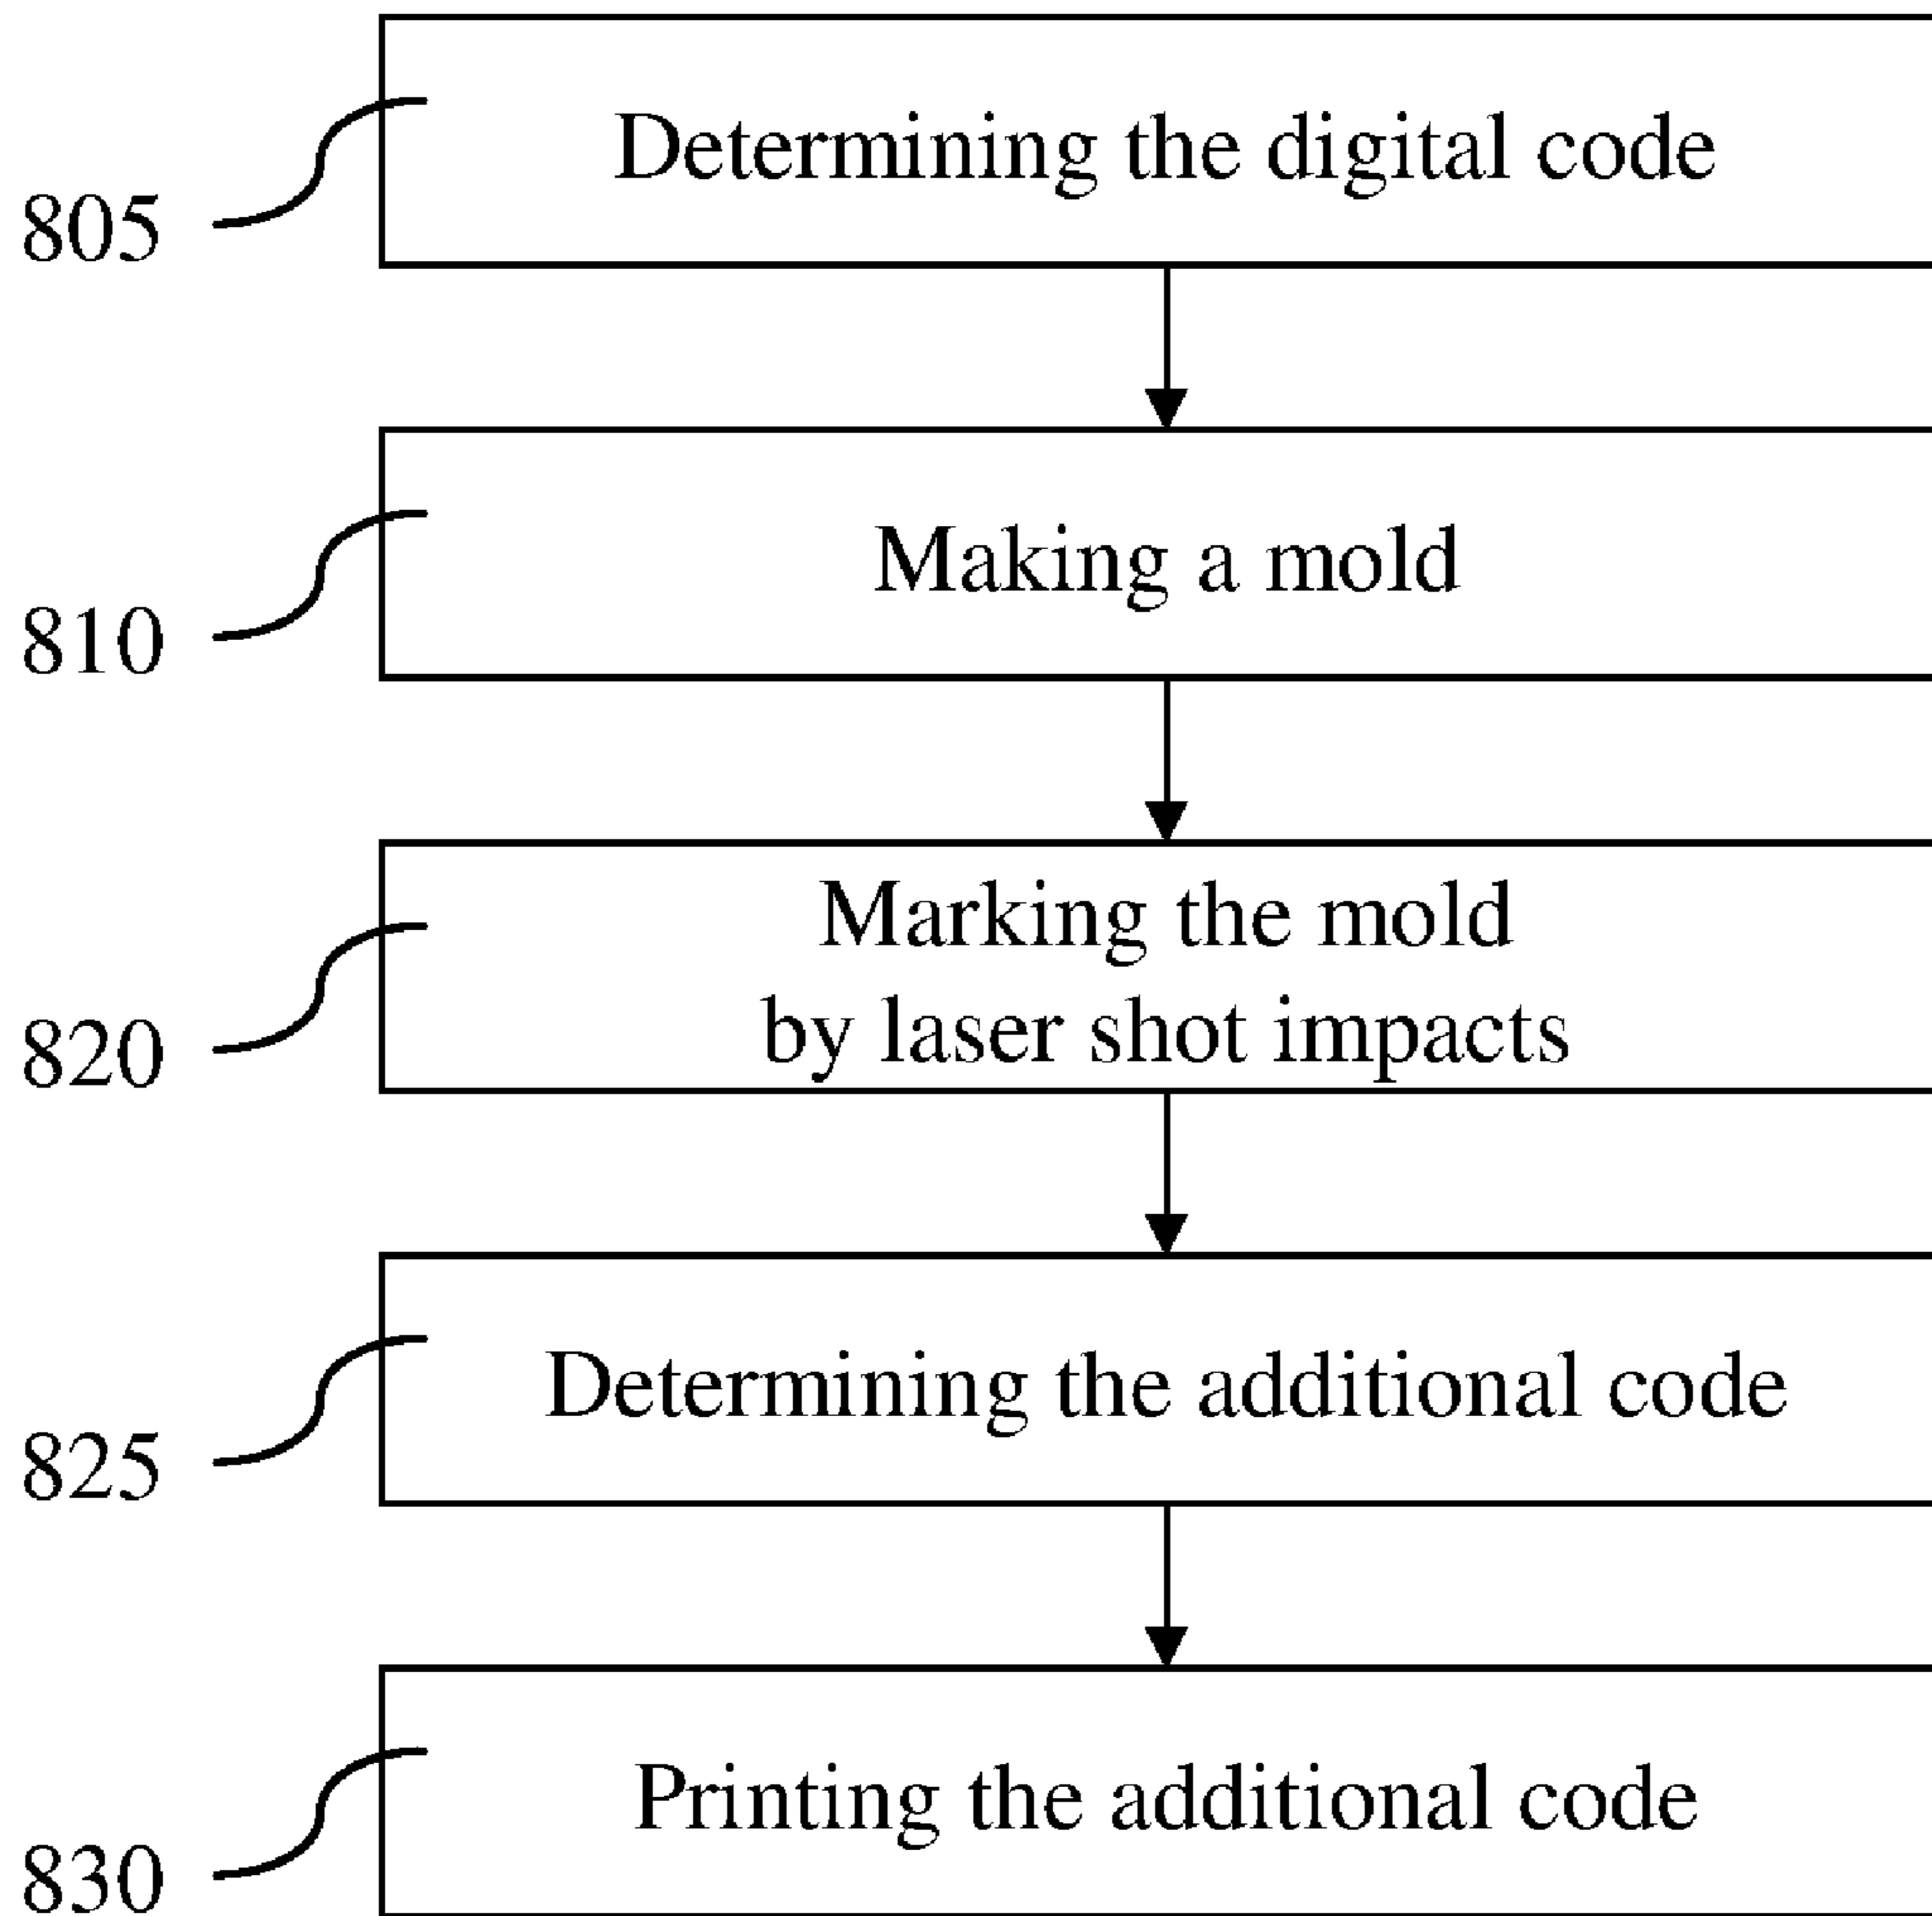 Determining the digital code
805
Making a mold
810
Marking the mold
by laser shot impacts
820
Determining the additional code
825
Printing the additional code
830